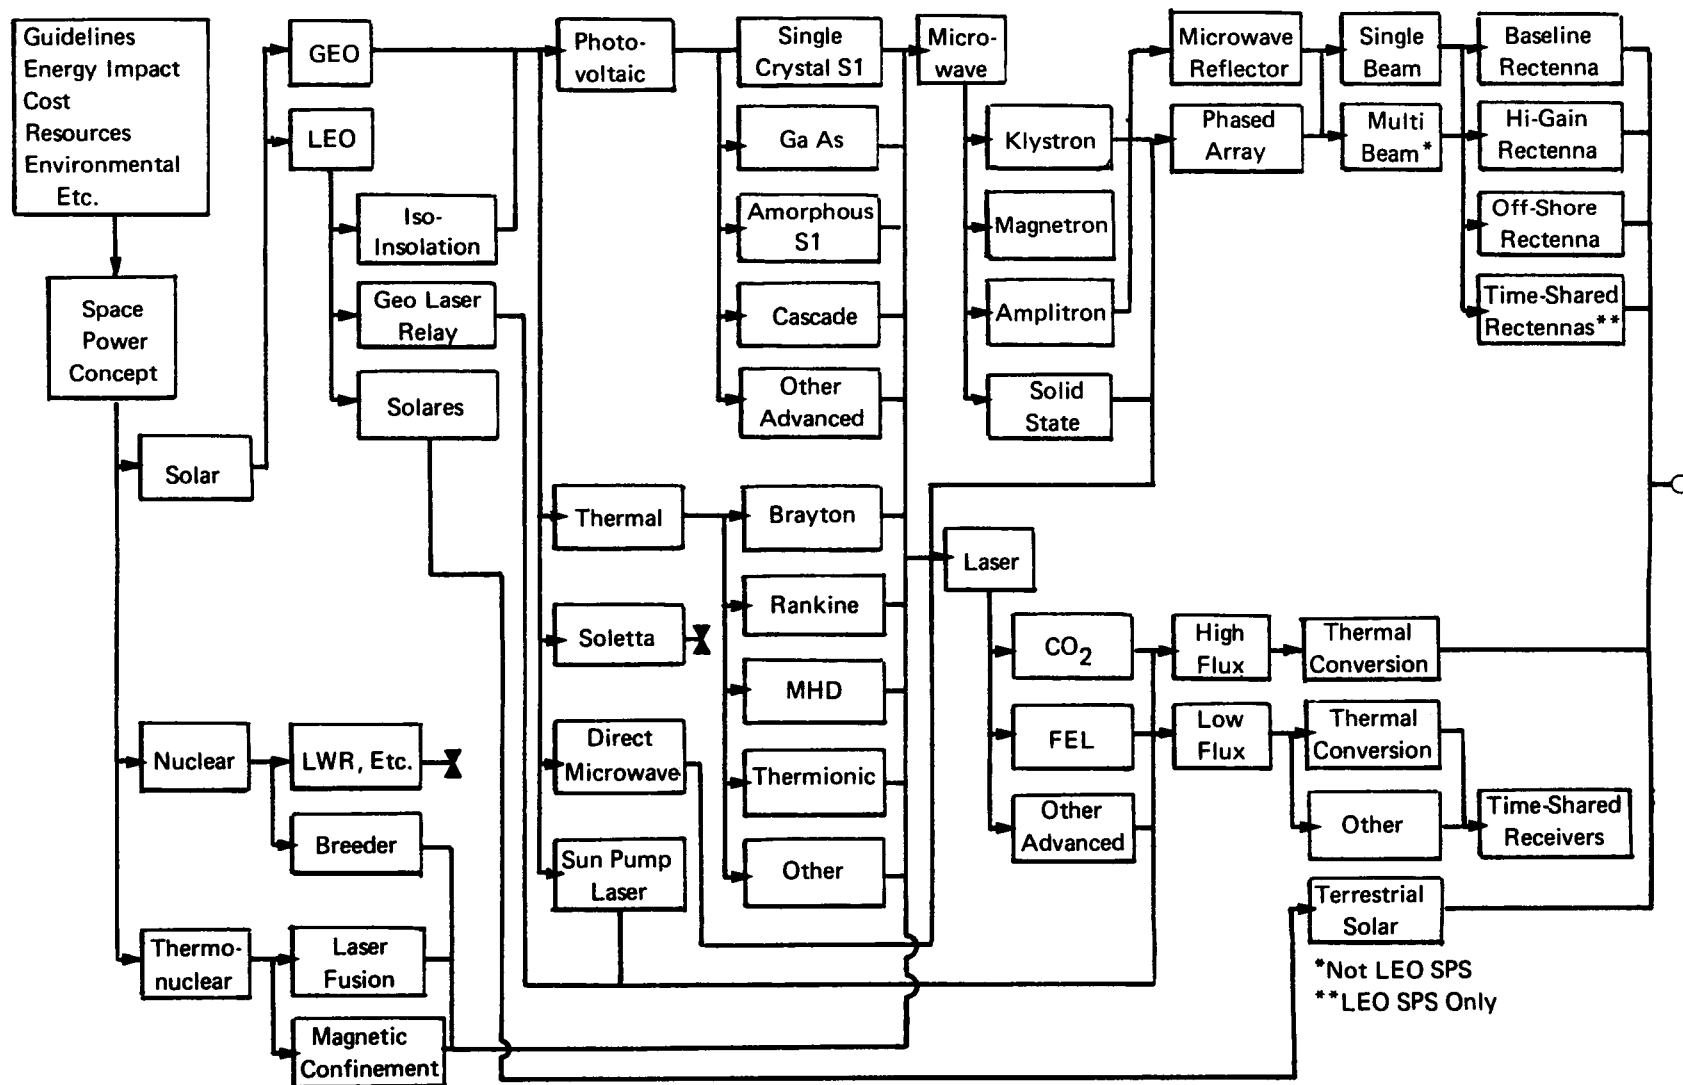 Guidelines
Energy Impact
Cost
Resources
Environmental
Etc.
Space
Power
Concept
Solar
Nuclear
Thermo-
nuclear
GEO
LEO
Iso-
Insolation
Geo Laser
Relay
Solares
LWR, Etc.
Breeder
Laser
Fusion
Magnetic
Confinement
Photo-
voltaic
Thermal
Soletta
Direct
Microwave
Sun Pump
Laser
Single
Crystal S1
Ga As
Amorphous
S1
Cascade
Other
Advanced
Brayton
Rankine
MHD
Thermionic
Other
Micro-
wave
Klystron
Magnetron
Amplitron
Solid
State
Laser
CO2
FEL
Other
Advanced
Microwave
Reflector
Phased
Array
High
Flux
Low
Flux
Single
Beam
Multi
Beam*
Thermal
Conversion
Thermal
Conversion
Other
Terrestrial
Solar
Baseline
Rectenna
Hi-Gain
Rectenna
Off-Shore
Rectenna
Time-Shared
Rectennas**
Time-Shared
Receivers
*Not LEO SPS
**LEO SPS Only